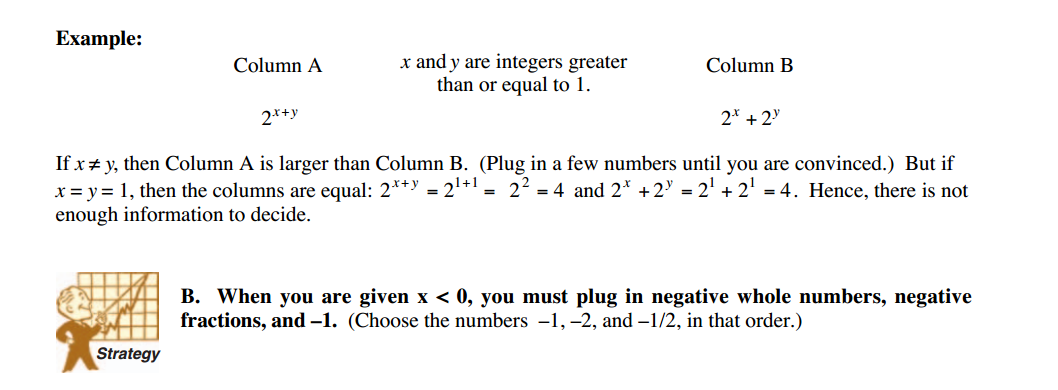 Example:
Column A x and y are integers greater Column B
than or equal to 1.
2^{x+y} 2^x + 2^y
If x ≠ y, then Column A is larger than Column B. (Plug in a few numbers until you are convinced.) But if
x = y = 1, then the columns are equal: 2^{x+y} = 2^{1+1} = 2^2 = 4 and 2^x + 2^y = 2^1 + 2^1 = 4. Hence, there is not
enough information to decide.
B. When you are given x < 0, you must plug in negative whole numbers, negative
fractions, and –1. (Choose the numbers –1, –2, and –1/2, in that order.)
Strategy